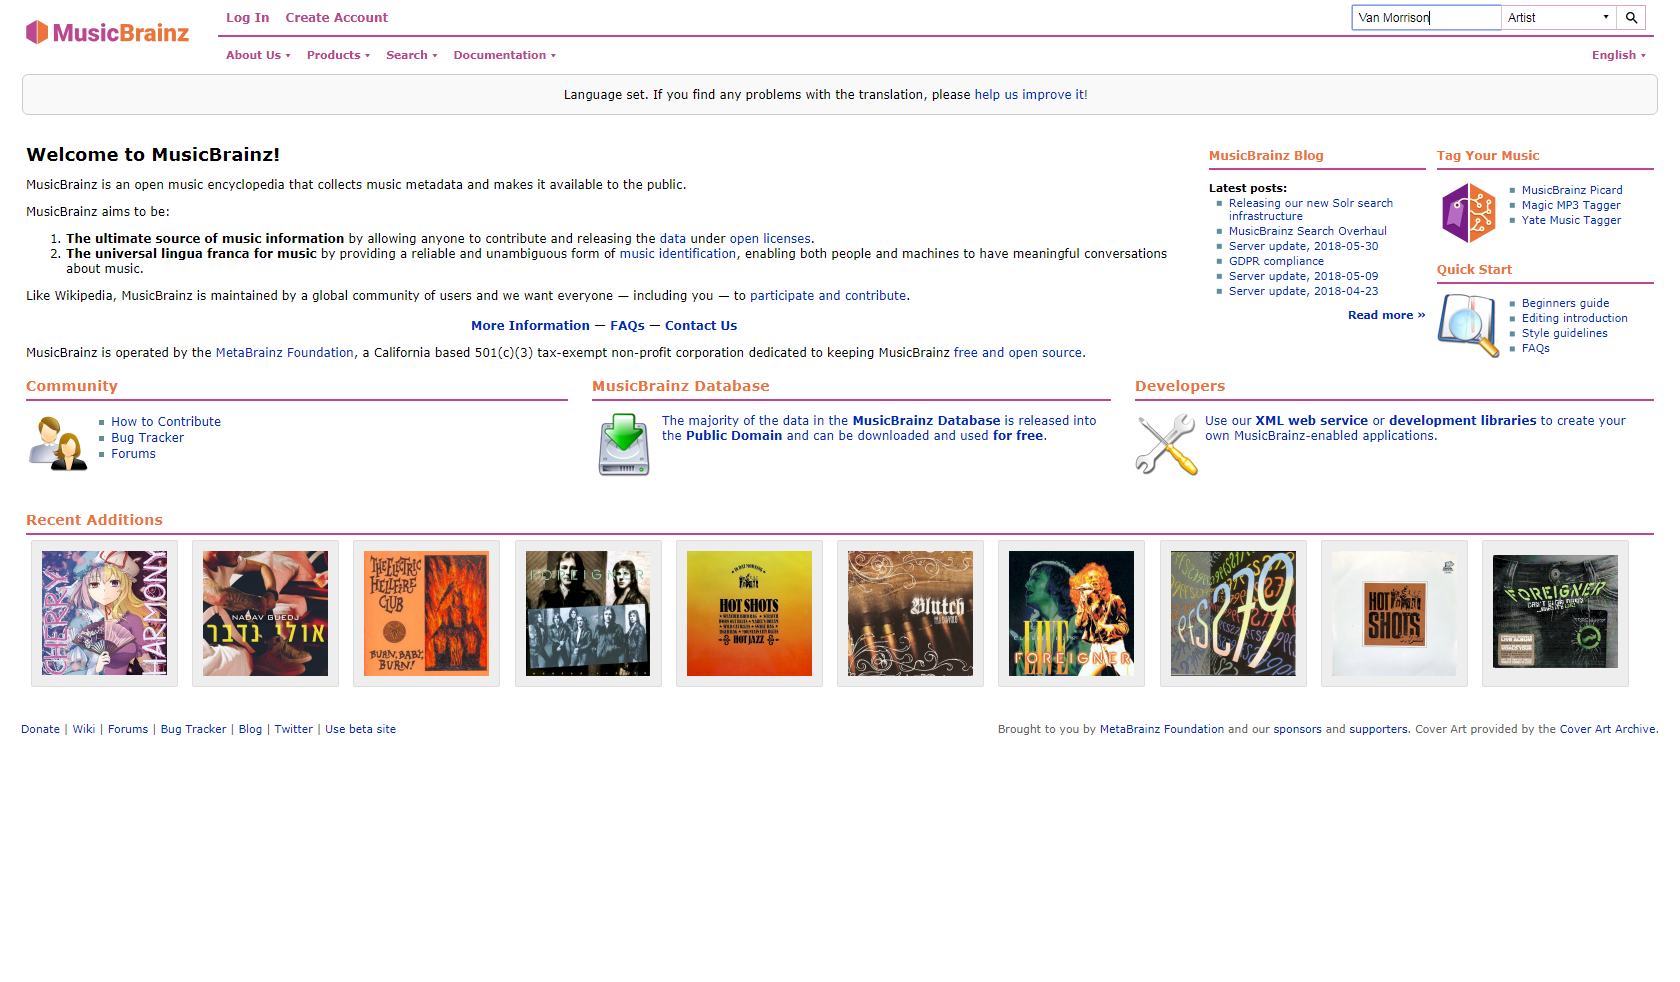 MusicBrainz
Log In Create Account
Van Morrison Artist
About Us Products Search Documentation English
Language set. If you find any problems with the translation, please help us improve it!
Welcome to MusicBrainz!
MusicBrainz is an open music encyclopedia that collects music metadata and makes it available to the public.
MusicBrainz aims to be:
1. The ultimate source of music information by allowing anyone to contribute and releasing the data under open licenses.
2. The universal lingua franca for music by providing a reliable and unambiguous form of music identification, enabling both people and machines to have meaningful conversations
about music.
Like Wikipedia, MusicBrainz is maintained by a global community of users and we want everyone — including you — to participate and contribute.
More Information — FAQs — Contact Us
MusicBrainz is operated by the MetaBrainz Foundation, a California based 501(c)(3) tax-exempt non-profit corporation dedicated to keeping MusicBrainz free and open source.
MusicBrainz Blog
Latest posts:
Releasing our new Solr search
infrastructure
MusicBrainz Search Overhaul
Server update, 2018-05-30
GDPR compliance
Server update, 2018-05-09
Server update, 2018-04-23
Read more »
Tag Your Music
MusicBrainz Picard
Magic MP3 Tagger
Yate Music Tagger
Quick Start
Beginners guide
Editing introduction
Style guidelines
FAQs
Community
How to Contribute
Bug Tracker
Forums
MusicBrainz Database
The majority of the data in the MusicBrainz Database is released into
the Public Domain and can be downloaded and used for free.
Developers
Use our XML web service or development libraries to create your
own MusicBrainz-enabled applications.
Recent Additions
CHERRY
HARMONY
NADAV GUEDJ
אולי נדבר
THE ELECTRIC
HELLFIRE
CLUB
BURN, BABY,
BURN!
FOREIGNER
HOT SHOTS
HOT JAZZ
Blutch
LIVE
FOREIGNER
279
HOT
SHOTS
FOREIGNER
Donate | Wiki | Forums | Bug Tracker | Blog | Twitter | Use beta site
Brought to you by MetaBrainz Foundation and our sponsors and supporters. Cover Art provided by the Cover Art Archive.